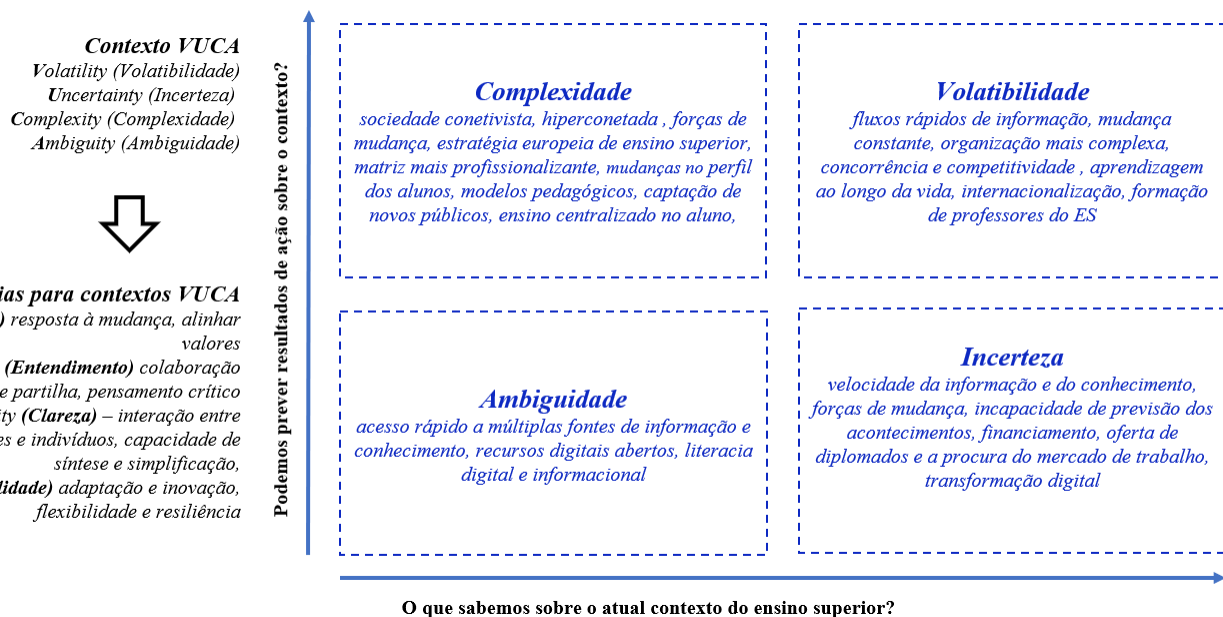 Contexto VUCA
Volatility (Volatibilidade)
Uncertainty (Incerteza)
Complexity (Complexidade)
Ambiguity (Ambiguidade)
para contextos VUCA
resposta à mudança, alinhar
valores
(Entendimento) colaboração
e partilha, pensamento crítico
(Clareza) – interação entre
e indivíduos, capacidade de
síntese e simplificação,
adaptação e inovação,
flexibilidade e resiliência
Podemos prever resultados de ação sobre o contexto?
Complexidade
sociedade conetivista, hiperconetada , forças de
mudança, estratégia europeia de ensino superior,
matriz mais profissionalizante, mudanças no perfil
dos alunos, modelos pedagógicos, captação de
novos públicos, ensino centralizado no aluno,
Volatibilidade
fluxos rápidos de informação, mudança
constante, organização mais complexa,
concorrência e competitividade , aprendizagem
ao longo da vida, internacionalização, formação
de professores do ES
Ambiguidade
acesso rápido a múltiplas fontes de informação e
conhecimento, recursos digitais abertos, literacia
digital e informacional
Incerteza
velocidade da informação e do conhecimento,
forças de mudança, incapacidade de previsão dos
acontecimentos, financiamento, oferta de
diplomados e a procura do mercado de trabalho,
transformação digital
O que sabemos sobre o atual contexto do ensino superior?